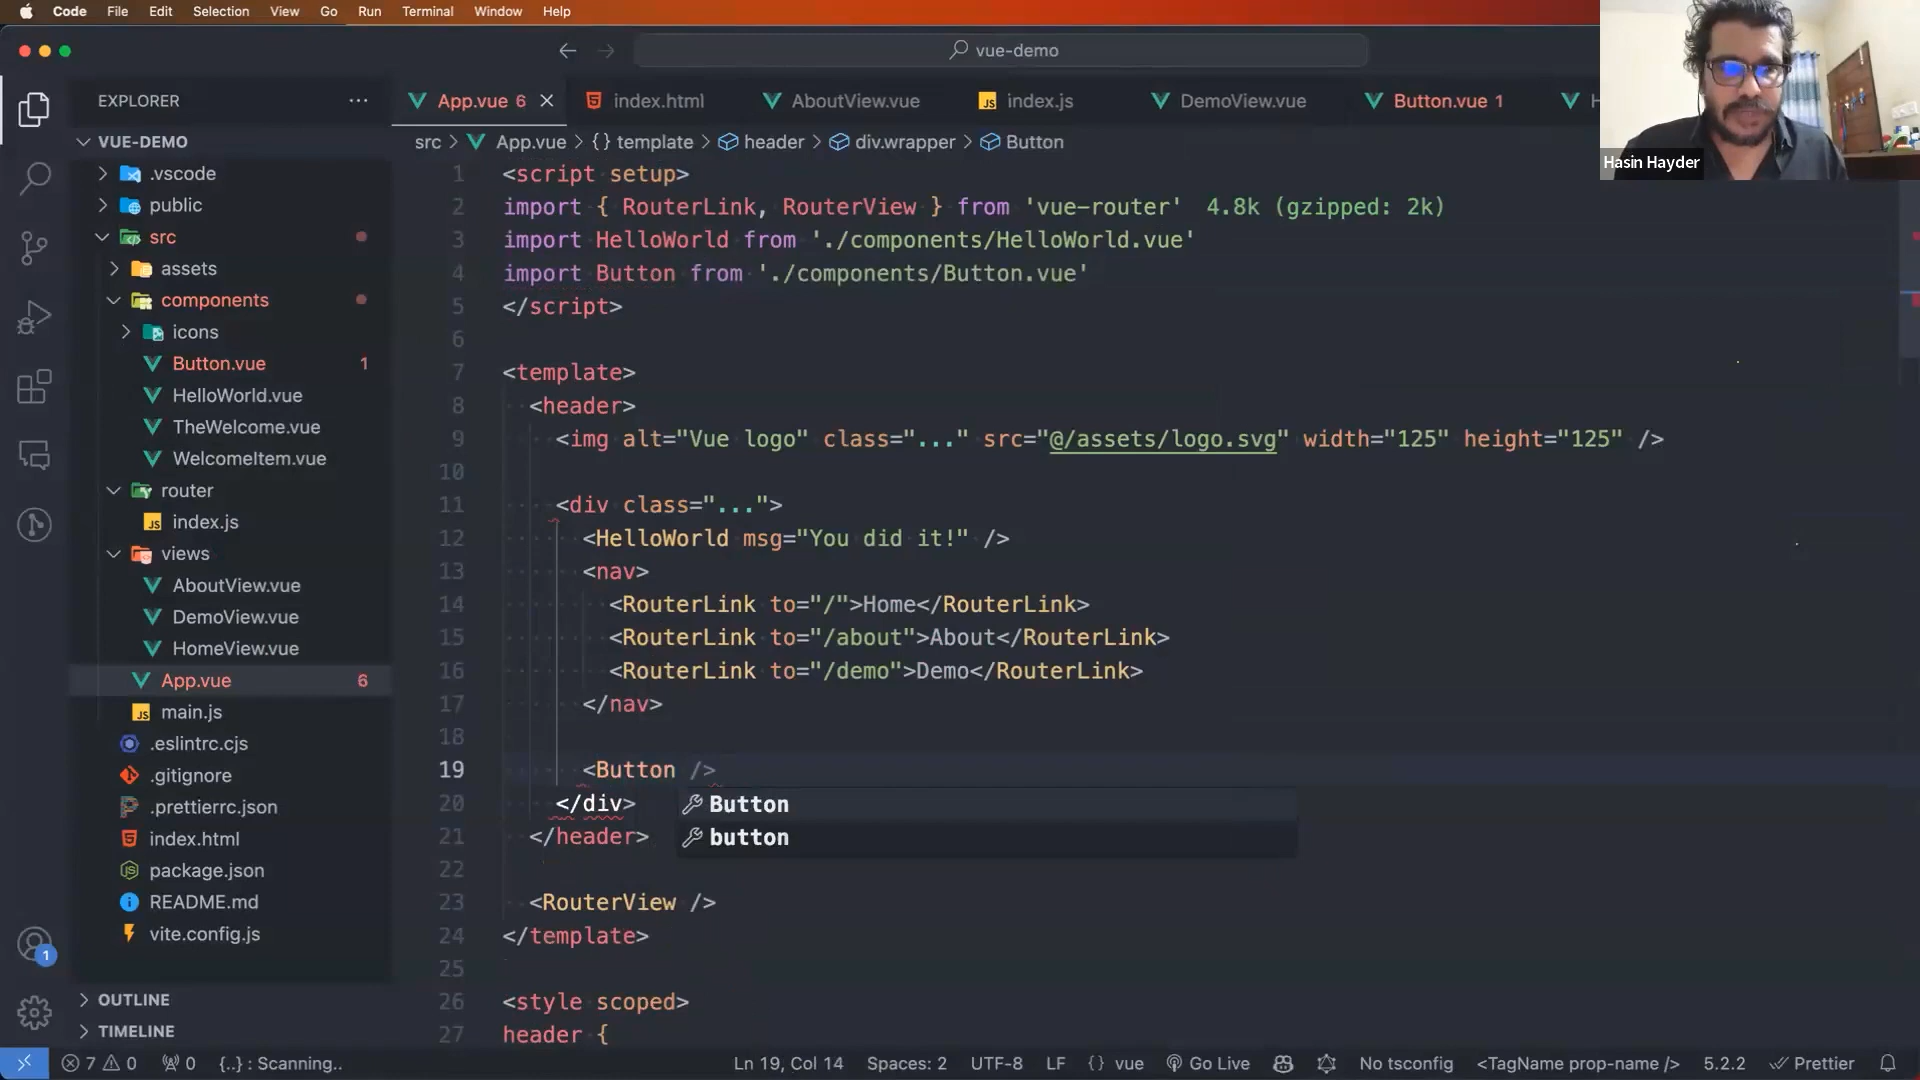 Code File Edit Selection View Go Run Terminal Window Help
vue-demo
Hasin Hayder
EXPLORER
VUE-DEMO
.vscode
public
src
assets
components
icons
Button.vue 1
HelloWorld.vue
TheWelcome.vue
WelcomeItem.vue
router
index.js
views
AboutView.vue
DemoView.vue
HomeView.vue
App.vue 6
main.js
.eslintrc.cjs
.gitignore
.prettierrc.json
index.html
package.json
README.md
vite.config.js
OUTLINE
TIMELINE
App.vue 6 index.html AboutView.vue index.js DemoView.vue Button.vue 1
src App.vue {} template header div.wrapper Button
1 <script setup>
2 import { RouterLink, RouterView } from 'vue-router' 4.8k (gzipped: 2k)
3 import HelloWorld from './components/HelloWorld.vue'
4 import Button from './components/Button.vue'
5 </script>
6
7 <template>
8 <header>
9 <img alt="Vue logo" class="..." src="@/assets/logo.svg" width="125" height="125" />
10
11 <div class="...">
12 <HelloWorld msg="You did it!" />
13 <nav>
14 <RouterLink to="/">Home</RouterLink>
15 <RouterLink to="/about">About</RouterLink>
16 <RouterLink to="/demo">Demo</RouterLink>
17 </nav>
18
19 <Button />
20 </div>
Button
21 </header>
button
22
23 <RouterView />
24 </template>
25
26 <style scoped>
27 header {
1
7 0 0 {..} : Scanning.. Ln 19, Col 14 Spaces: 2 UTF-8 LF {} vue Go Live No tsconfig <TagName prop-name /> 5.2.2 Prettier